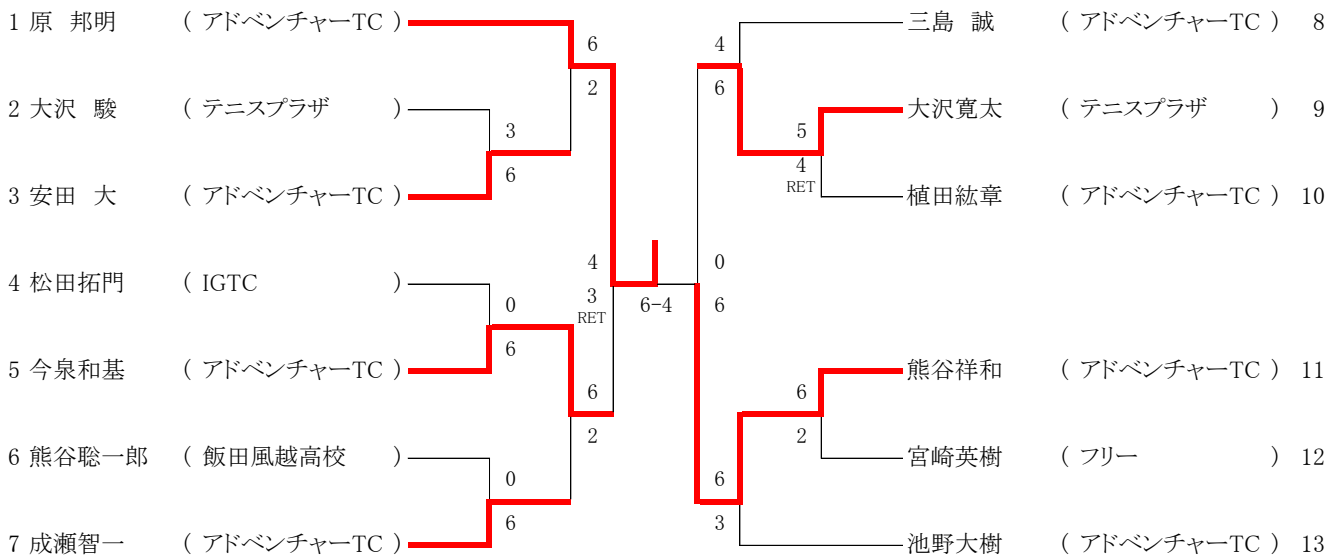 1 原 邦明 ( アドベンチャーTC ) 三島 誠 ( アドベンチャーTC ) 8
6 4
2 6
2 大沢 駿 ( テニスプラザ ) 大沢寛太 ( テニスプラザ ) 9
3 5
6 4
RET
3 安田 大 ( アドベンチャーTC ) 植田紘章 ( アドベンチャーTC ) 10
4 0
4 松田拓門 ( IGTC )
0 3 6-4 6
RET
6
5 今泉和基 ( アドベンチャーTC ) 熊谷祥和 ( アドベンチャーTC ) 11
6 6
2 2
6 熊谷聡一郎 ( 飯田風越高校 ) 宮崎英樹 ( フリー ) 12
0 6
6 3
7 成瀬智一 ( アドベンチャーTC ) 池野大樹 ( アドベンチャーTC ) 13